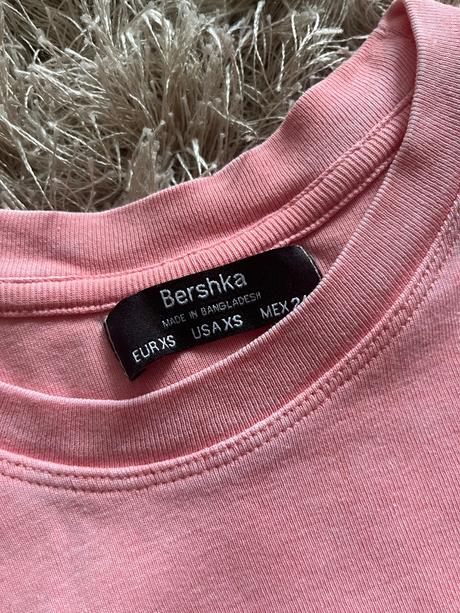 Bershka
MADE IN BANGLADESH
EUR XS USA XS MEX